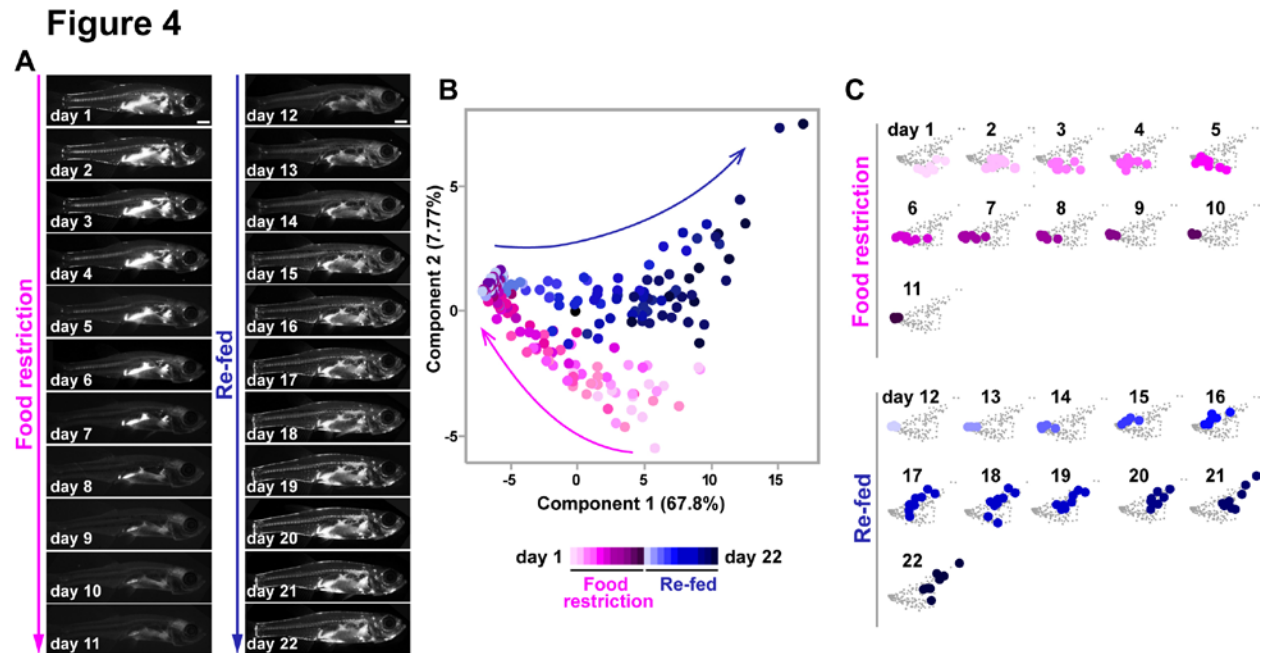 Figure 4
A
Food restriction
day 1
day 2
day 3
day 4
day 5
day 6
day 7
day 8
day 9
day 10
day 11
Re-fed
day 12
day 13
day 14
day 15
day 16
day 17
day 18
day 19
day 20
day 21
day 22
B
Component 2 (7.77%)
5
0
-5
-5 0 5 10 15
Component 1 (67.8%)
day 1 day 22
Food Re-fed
restriction
C
Food restriction
day 1 2 3 4 5
6 7 8 9 10
11
Re-fed
day 12 13 14 15 16
17 18 19 20 21
22